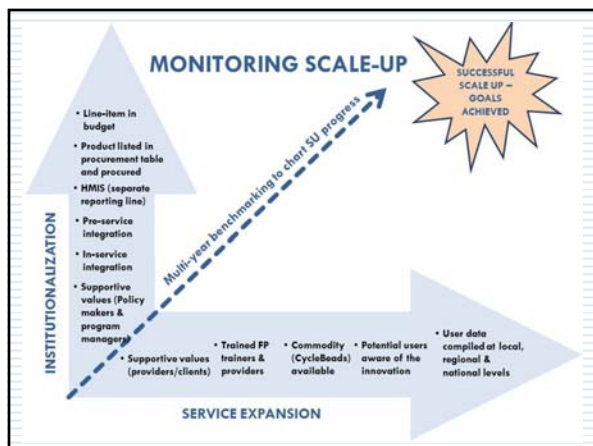 MONITORING SCALE-UP
SUCCESSFUL
SCALE UP –
GOALS
ACHIEVED
• Line-item in
budget
• Product listed in
procurement table
and procured
• HMIS (separate
reporting line)
• Pre-service
integration
• In-service
integration
• Supportive
values (Policy
makers &
program
managers)
INSTITUTIONALIZATION
Multi-year benchmarking to chart SU progress
• Supportive values
(providers/clients)
• Trained FP
trainers &
providers
• Commodity
(CycleBeads)
available
• Potential users
aware of the
innovation
• User data
compiled at local,
regional &
national levels
SERVICE EXPANSION